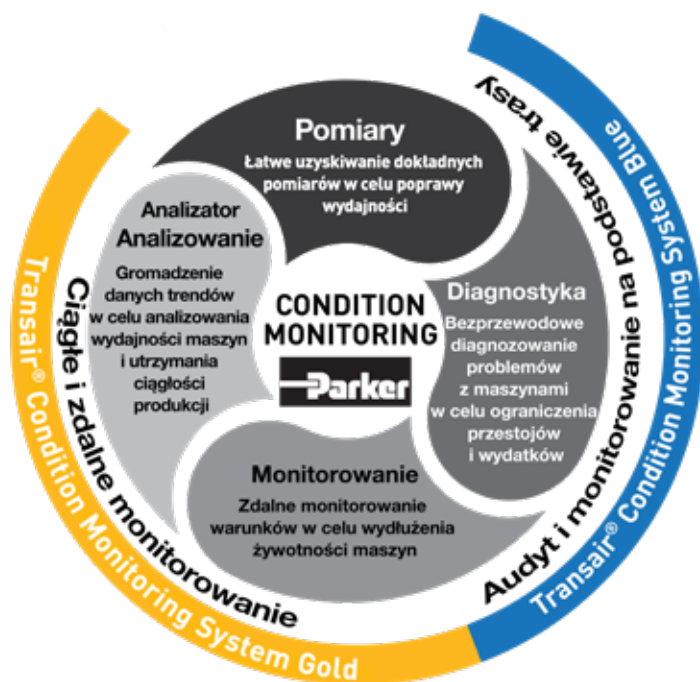 Pomiary
Łatwe uzyskiwanie dokładnych
pomiarów w celu poprawy
wydajności
Analizator
Analizowanie
Gromadzenie
danych trendów
w celu analizowania
wydajności maszyn
i utrzymania
ciągłości
produkcji
CONDITION
MONITORING
Parker
Diagnostyka
Bezprzewodowe
diagnozowanie
problemów
z maszynami
w celu ograniczenia
przestojów
i wydatków
Monitorowanie
Zdalne monitorowanie
warunków w celu wydłużenia
żywotności maszyn
Ciągłe i zdalne monitorowanie
Transair® Condition Monitoring System Gold
Audyt i monitorowanie na podstawie trasy
Transair® Condition Monitoring System Blue